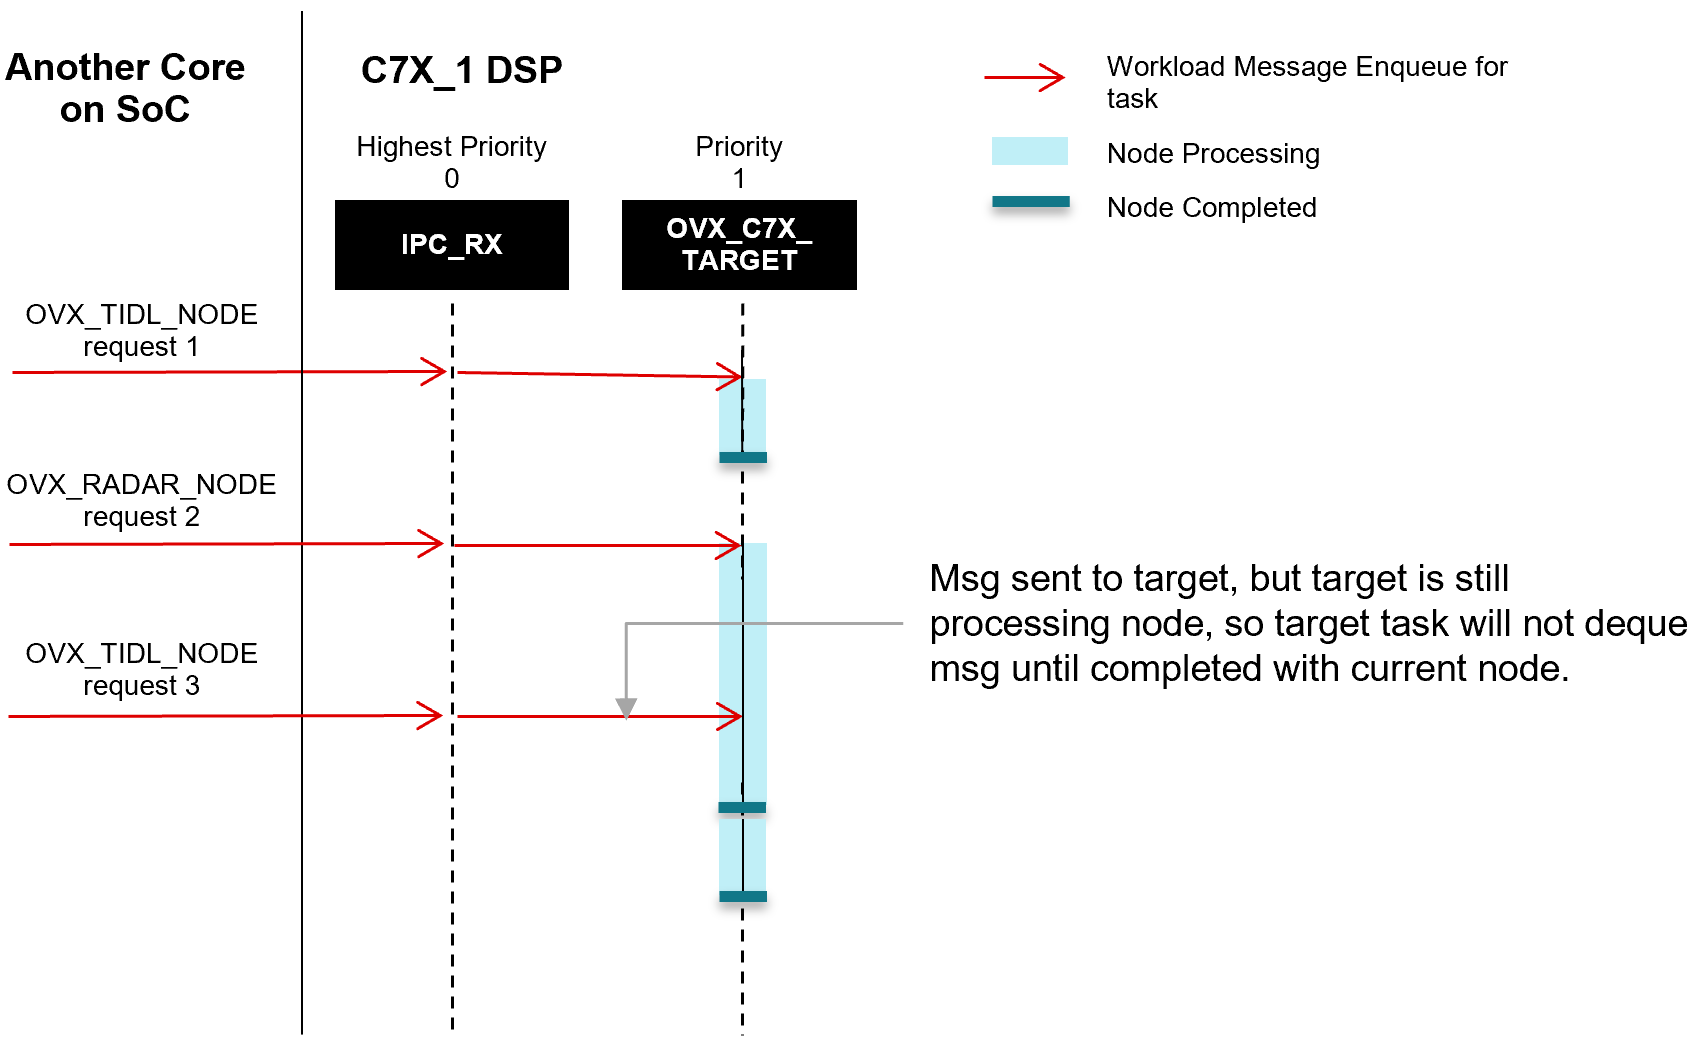 Another Core
on SoC
C7X_1 DSP
Highest Priority
0
Priority
1
IPC_RX
OVX_C7X_
TARGET
Workload Message Enqueue for
task
Node Processing
Node Completed
OVX_TIDL_NODE
request 1
OVX_RADAR_NODE
request 2
OVX_TIDL_NODE
request 3
Msg sent to target, but target is still
processing node, so target task will not deque
msg until completed with current node.